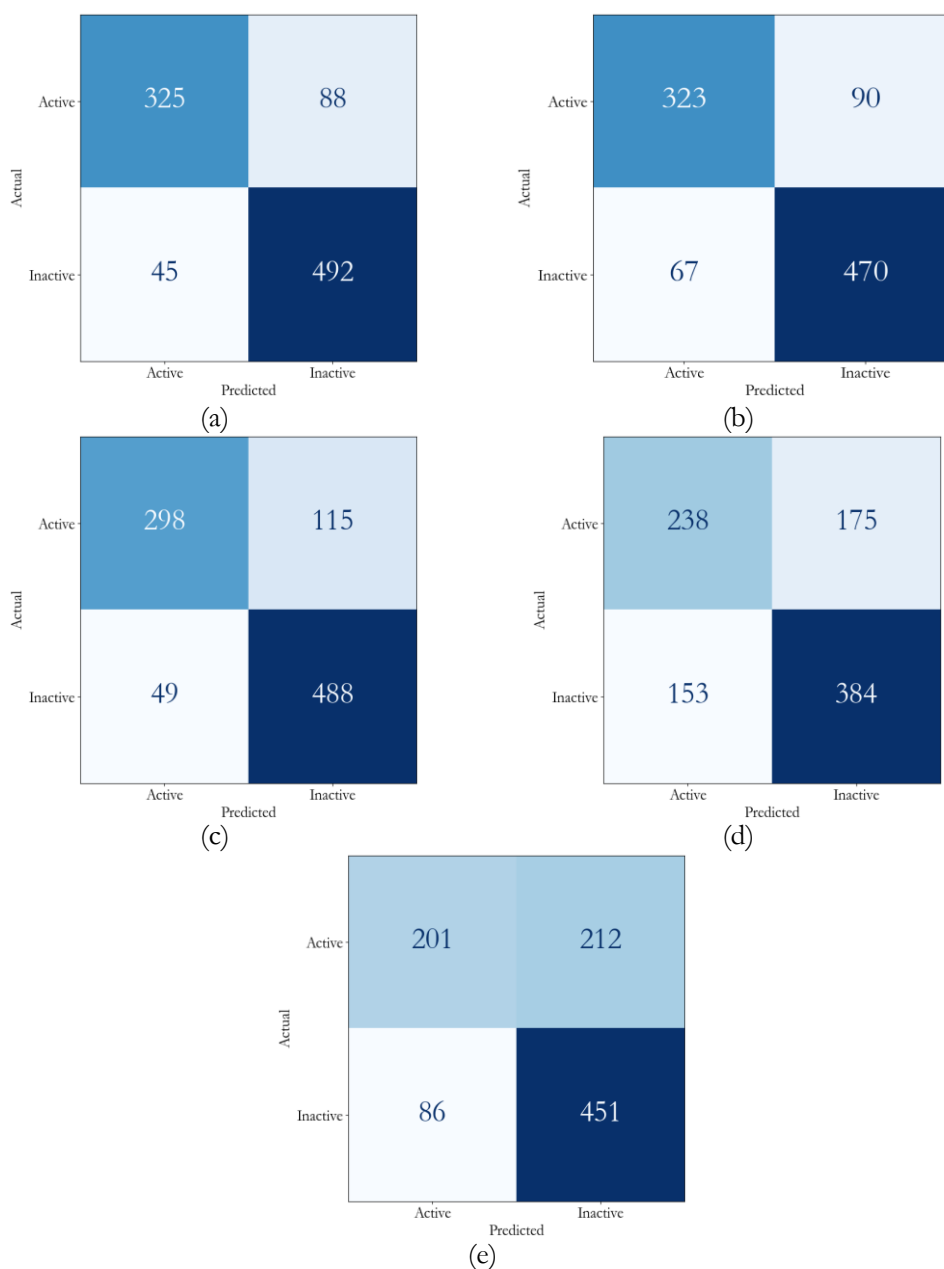 Active 325 88
Actual
Inactive 45 492
Active Inactive
Predicted
(a)
Active 323 90
Actual
Inactive 67 470
Active Inactive
Predicted
(b)
Active 298 115
Actual
Inactive 49 488
Active Inactive
Predicted
(c)
Active 238 175
Actual
Inactive 153 384
Active Inactive
Predicted
(d)
Active 201 212
Actual
Inactive 86 451
Active Inactive
Predicted
(e)